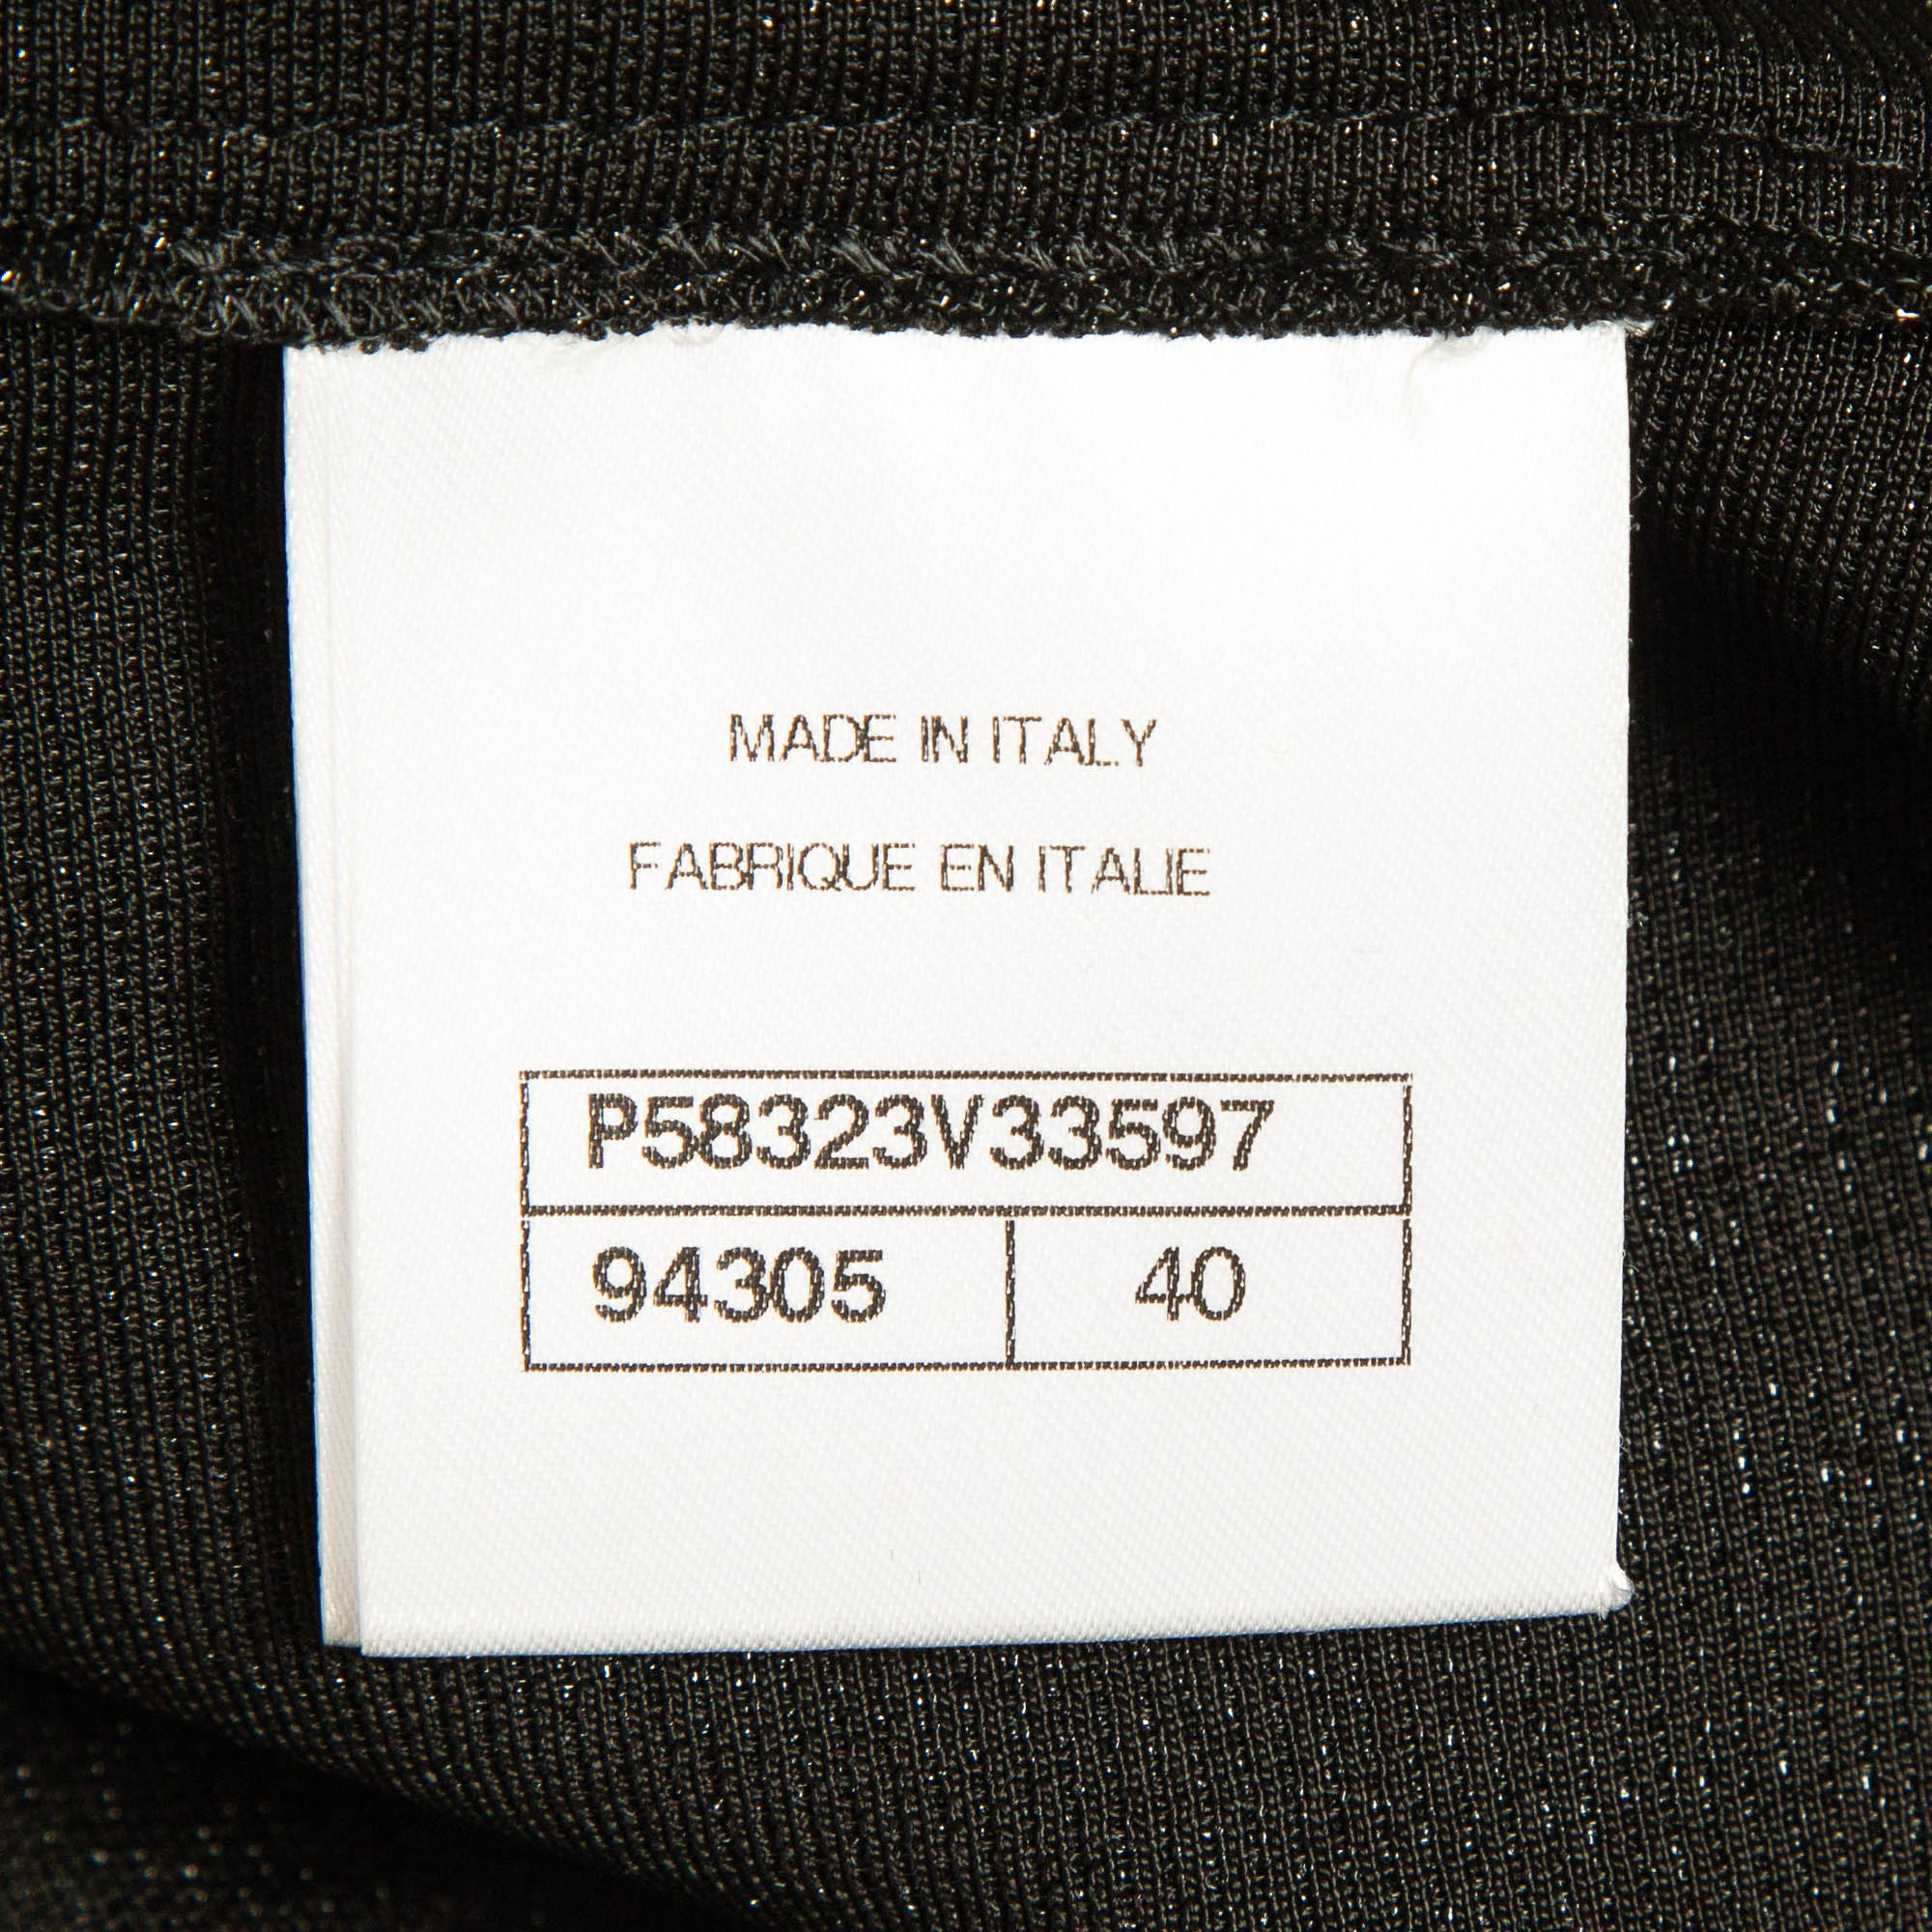 MADE IN ITALY
FABRIQUE EN ITALIE
P58323V33597
94305 40